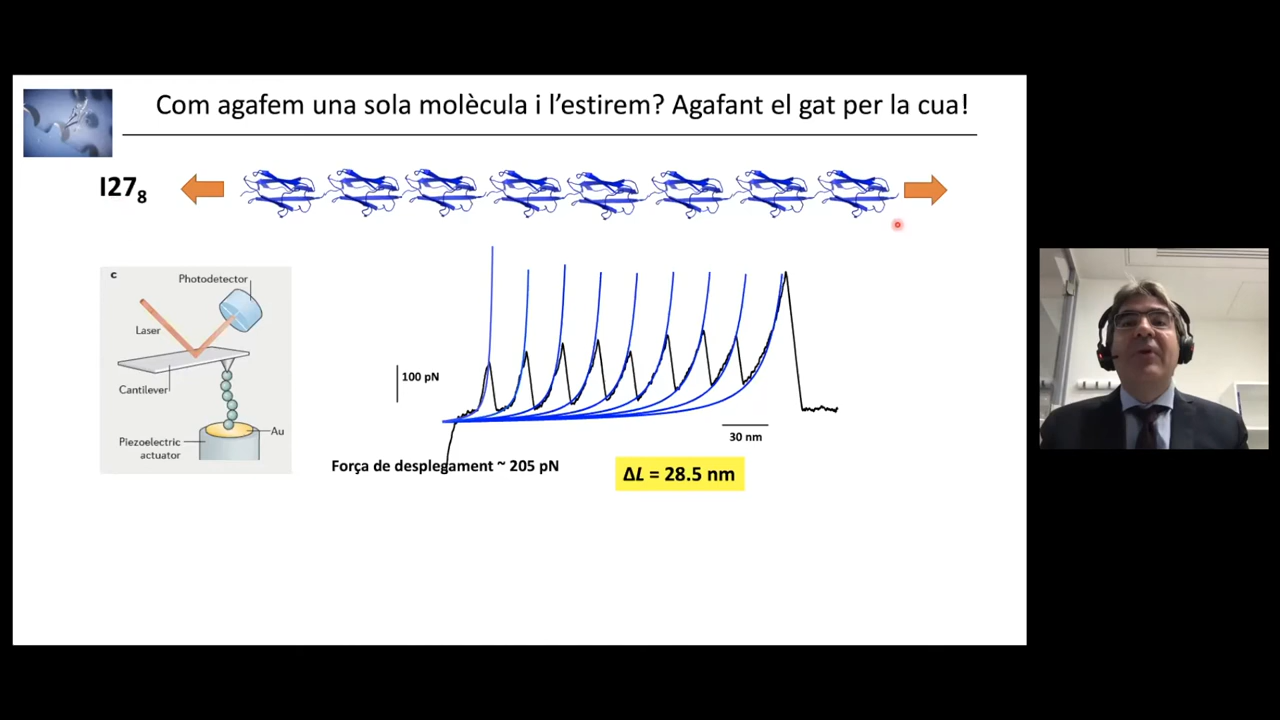 Com agafem una sola molècula i l’estirem? Agafant el gat per la cua!
I27₈
c
Photodetector
Laser
Cantilever
Au
Piezoelectric
actuator
100 pN
30 nm
Força de desplegament ~ 205 pN
ΔL = 28.5 nm